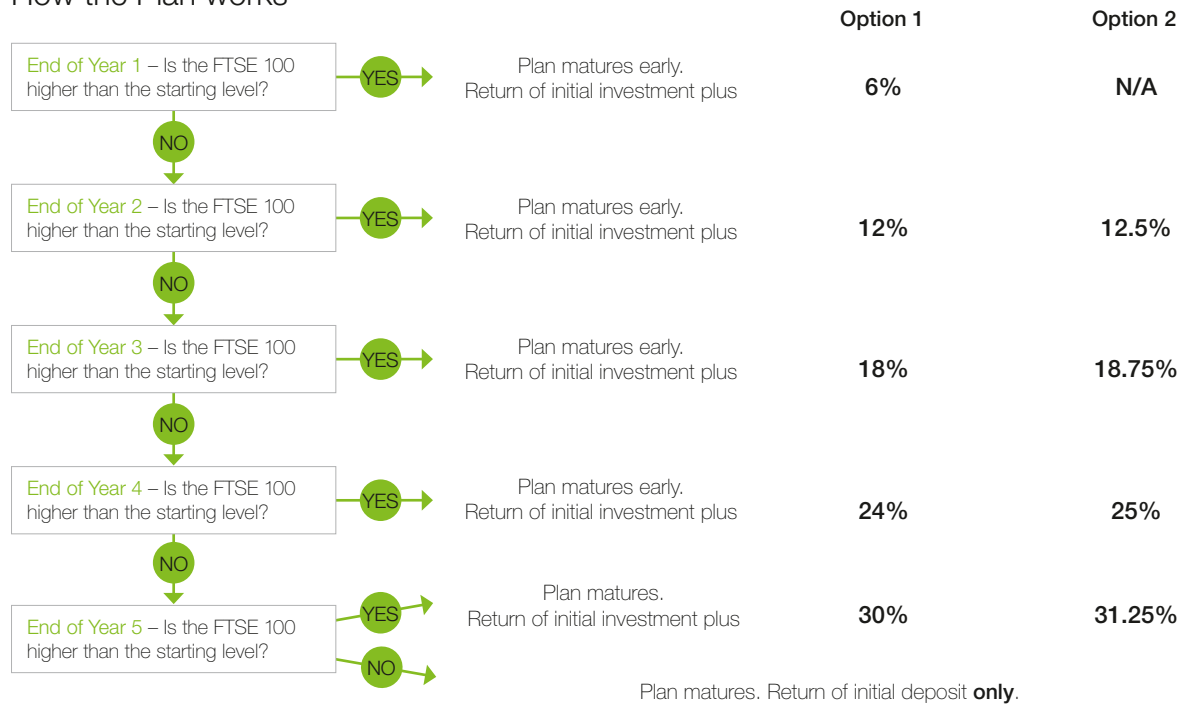 How the Plan works
Option 1
Option 2
End of Year 1 – Is the FTSE 100
higher than the starting level?
YES
Plan matures early.
Return of initial investment plus
6%
N/A
NO
End of Year 2 – Is the FTSE 100
higher than the starting level?
YES
Plan matures early.
Return of initial investment plus
12%
12.5%
NO
End of Year 3 – Is the FTSE 100
higher than the starting level?
YES
Plan matures early.
Return of initial investment plus
18%
18.75%
NO
End of Year 4 – Is the FTSE 100
higher than the starting level?
YES
Plan matures early.
Return of initial investment plus
24%
25%
NO
End of Year 5 – Is the FTSE 100
higher than the starting level?
YES
Plan matures.
Return of initial investment plus
30%
31.25%
NO
Plan matures. Return of initial deposit only.